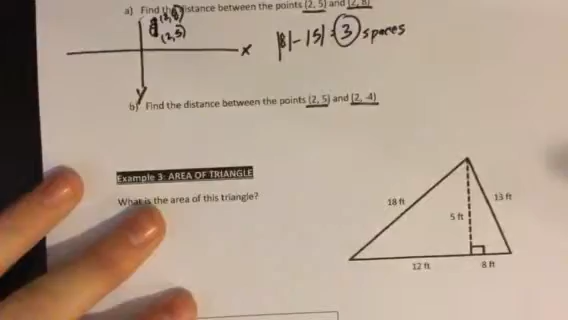 a) Find the distance between the points (2, 5) and (2, 8)
(2,8)
(2,5)
x
|8| - |5| = 3 spaces
y
b) Find the distance between the points (2, 5) and (2, -4)
Example 3: AREA OF TRIANGLE
What is the area of this triangle?
18 ft
13 ft
5 ft
12 ft
8 ft